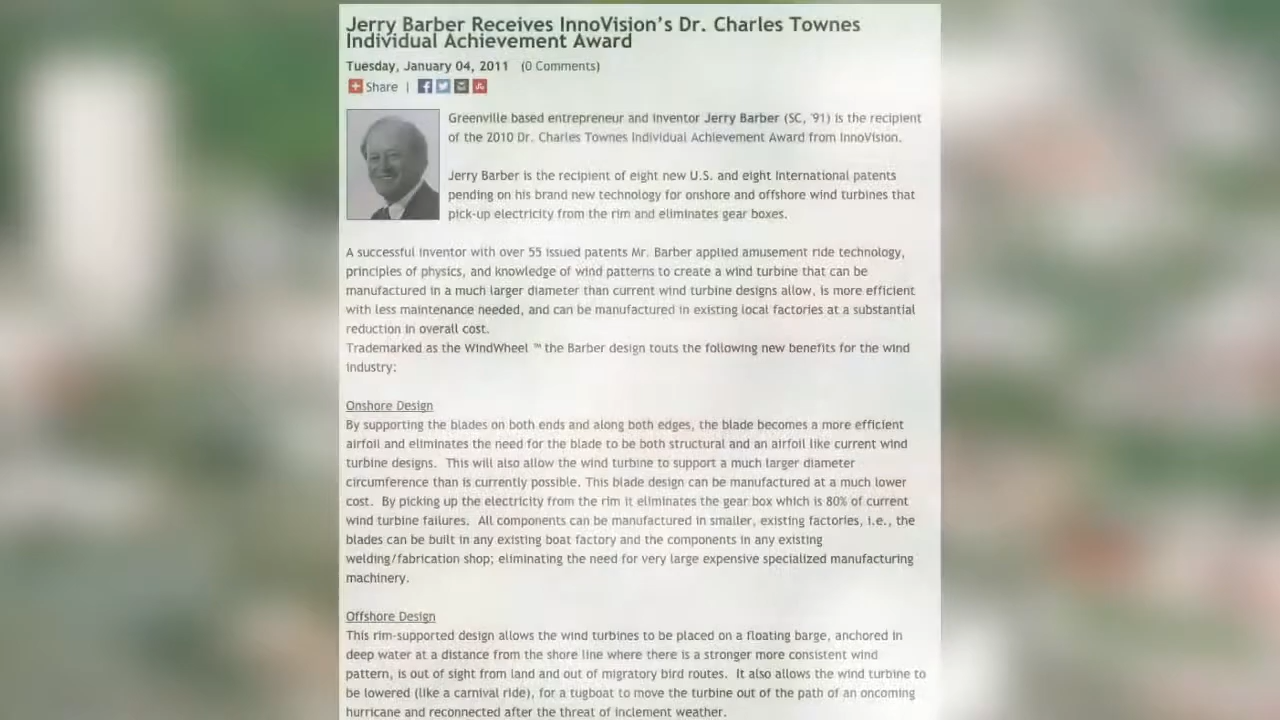 Jerry Barber Receives InnoVision's Dr. Charles Townes
Individual Achievement Award
Tuesday, January 04, 2011 (0 Comments)
Share |
Greenville based entrepreneur and inventor Jerry Barber (SC, '91) is the recipient
of the 2010 Dr. Charles Townes Individual Achievement Award from InnoVision.
Jerry Barber is the recipient of eight new U.S. and eight International patents
pending on his brand new technology for onshore and offshore wind turbines that
pick-up electricity from the rim and eliminates gear boxes.
A successful inventor with over 55 issued patents Mr. Barber applied amusement ride technology,
principles of physics, and knowledge of wind patterns to create a wind turbine that can be
manufactured in a much larger diameter than current wind turbine designs allow, is more efficient
with less maintenance needed, and can be manufactured in existing local factories at a substantial
reduction in overall cost.
Trademarked as the WindWheel ™ the Barber design touts the following new benefits for the wind
industry:
Onshore Design
By supporting the blades on both ends and along both edges, the blade becomes a more efficient
airfoil and eliminates the need for the blade to be both structural and an airfoil like current wind
turbine designs. This will also allow the wind turbine to support a much larger diameter
circumference than is currently possible. This blade design can be manufactured at a much lower
cost. By picking up the electricity from the rim it eliminates the gear box which is 80% of current
wind turbine failures. All components can be manufactured in smaller, existing factories, i.e., the
blades can be built in any existing boat factory and the components in any existing
welding/fabrication shop; eliminating the need for very large expensive specialized manufacturing
machinery.
Offshore Design
This rim-supported design allows the wind turbines to be placed on a floating barge, anchored in
deep water at a distance from the shore line where there is a stronger more consistent wind
pattern, is out of sight from land and out of migratory bird routes. It also allows the wind turbine to
be lowered (like a carnival ride), for a tugboat to move the turbine out of the path of an oncoming
hurricane and reconnected after the threat of inclement weather.